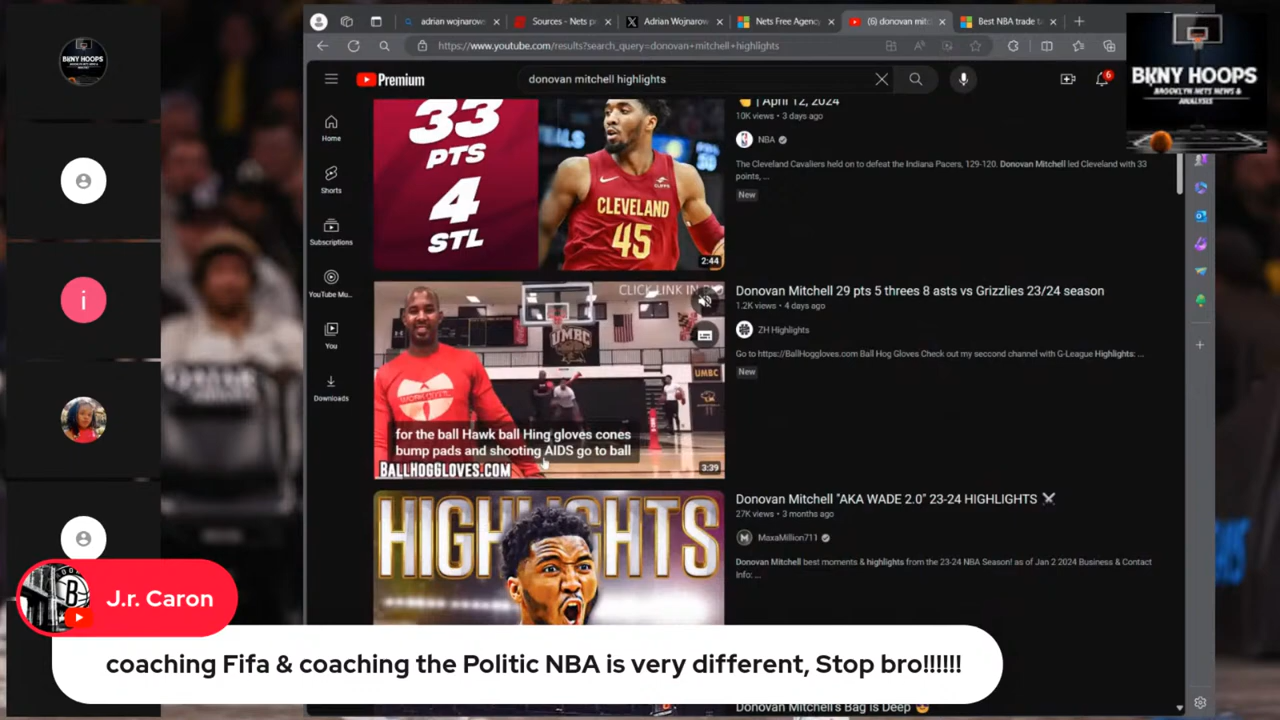 adrian wojnarow
Sources - Nets p
Adrian Wojnarow
Nets Free Agenc
(6) donovan mitc
Best NBA trade t
https://www.youtube.com/results?search_query=donovan+mitchell+highlights
BKNY HOOPS
BROOKLYN NETS NEWS &
ANALYSIS
BKNY HOOPS
Premium
donovan mitchell highlights
6
Home
Shorts
Subscriptions
YouTube Mu...
You
Downloads
33
PTS
4
STL
CLEVELAND
45
2:44
| April 12, 2024
10K views • 3 days ago
NBA
The Cleveland Cavaliers held on to defeat the Indiana Pacers, 129-120. Donovan Mitchell led Cleveland with 33
points, ...
New
CLICK LINK IN
UMBC
UMBC
for the ball Hawk ball Hing gloves cones
bump pads and shooting AIDS go to ball
BALLHOGGLOVES.COM
3:39
Donovan Mitchell 29 pts 5 threes 8 asts vs Grizzlies 23/24 season
1.2K views • 4 days ago
ZH Highlights
Go to https://BallHoggloves.com Ball Hog Gloves Check out my seccond channel with G-League Highlights: ...
New
HIGHLIGHTS
Donovan Mitchell "AKA WADE 2.0" 23-24 HIGHLIGHTS
27K views • 3 months ago
M
MaxaMillion711
Donovan Mitchell best moments & highlights from the 23-24 NBA Season! as of Jan 2 2024 Business & Contact
Info: ...
Donovan Mitchell's Bag is Deep
i
B
J.r. Caron
coaching Fifa & coaching the Politic NBA is very different, Stop bro!!!!!!